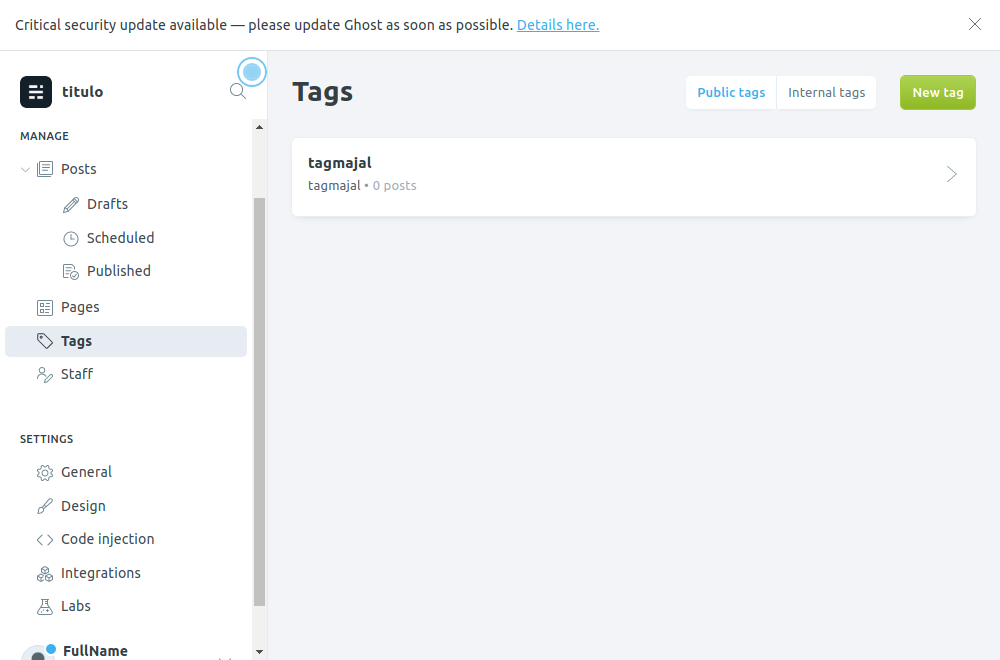 Critical security update available — please update Ghost as soon as possible. Details here.
titulo
MANAGE
Posts
Drafts
Scheduled
Published
Pages
Tags
Staff
SETTINGS
General
Design
Code injection
Integrations
Labs
FullName
Tags
Public tags
Internal tags
New tag
tagmajal
tagmajal • 0 posts